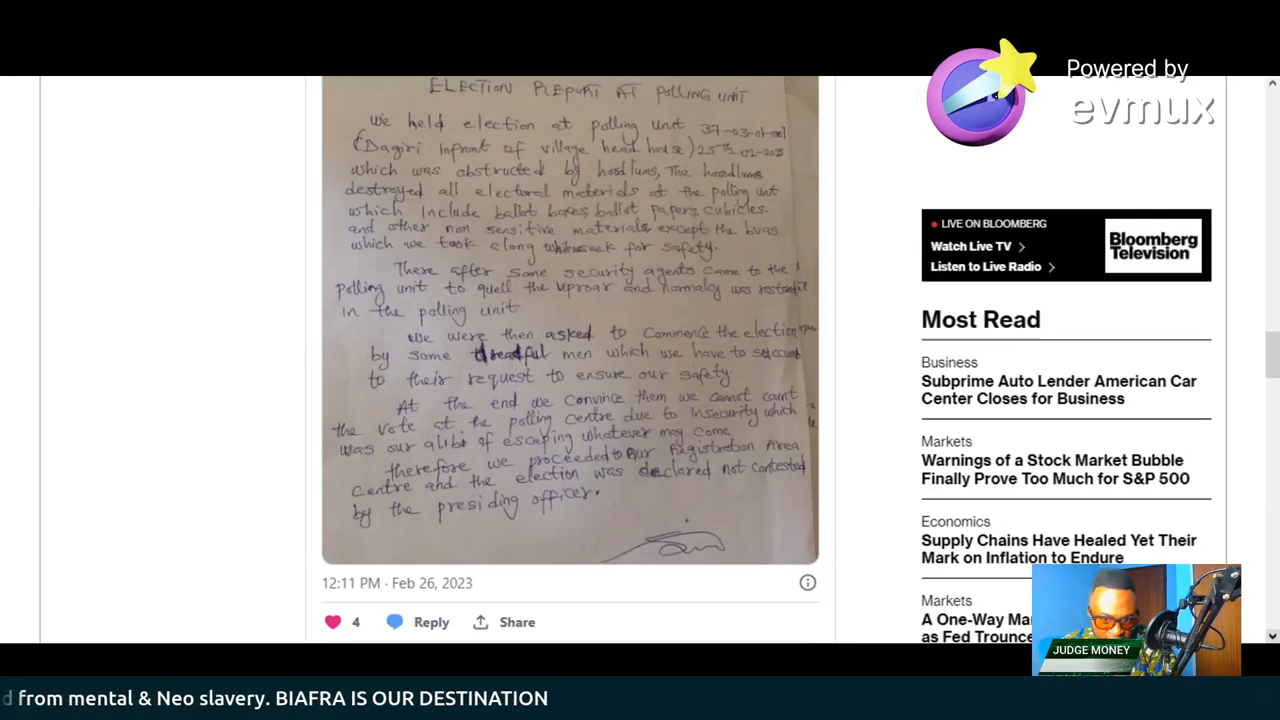 Powered by
evmux
ELECTION REPORT AT POLLING UNIT
We held election at polling unit 37-03-01-001
(Dagiri Infront of village head house) 25th 02-2023
which was obstructed by hoodlums, The hoodlums
destroyed all electoral materials at the polling unit
which include ballot boxes, ballot papers, cubicles.
and other non sensitive materials, except the bvas
which we took along seek for safety.
There after some security agents came to the
polling unit to quell the uproar and normalcy was
in the polling unit
We were then asked to commence the election
by some men which we have to
to their request to ensure our safety.
At the end we convince them we cannot count
the vote at the polling centre due to insecurity which
was our alibi of escaping whatever may come
therefore we proceeded to our Registration Area
Centre and the election was declared not contested
by the presiding officer.
12:11 PM · Feb 26, 2023
4 Reply Share
LIVE ON BLOOMBERG
Watch Live TV
Listen to Live Radio
Bloomberg
Television
Most Read
Business
Subprime Auto Lender American Car
Center Closes for Business
Markets
Warnings of a Stock Market Bubble
Finally Prove Too Much for S&P 500
Economics
Supply Chains Have Healed Yet Their
Mark on Inflation to Endure
Markets
A One-Way
as Fed
JUDGE MONEY
d from mental & Neo slavery. BIAFRA IS OUR DESTINATION